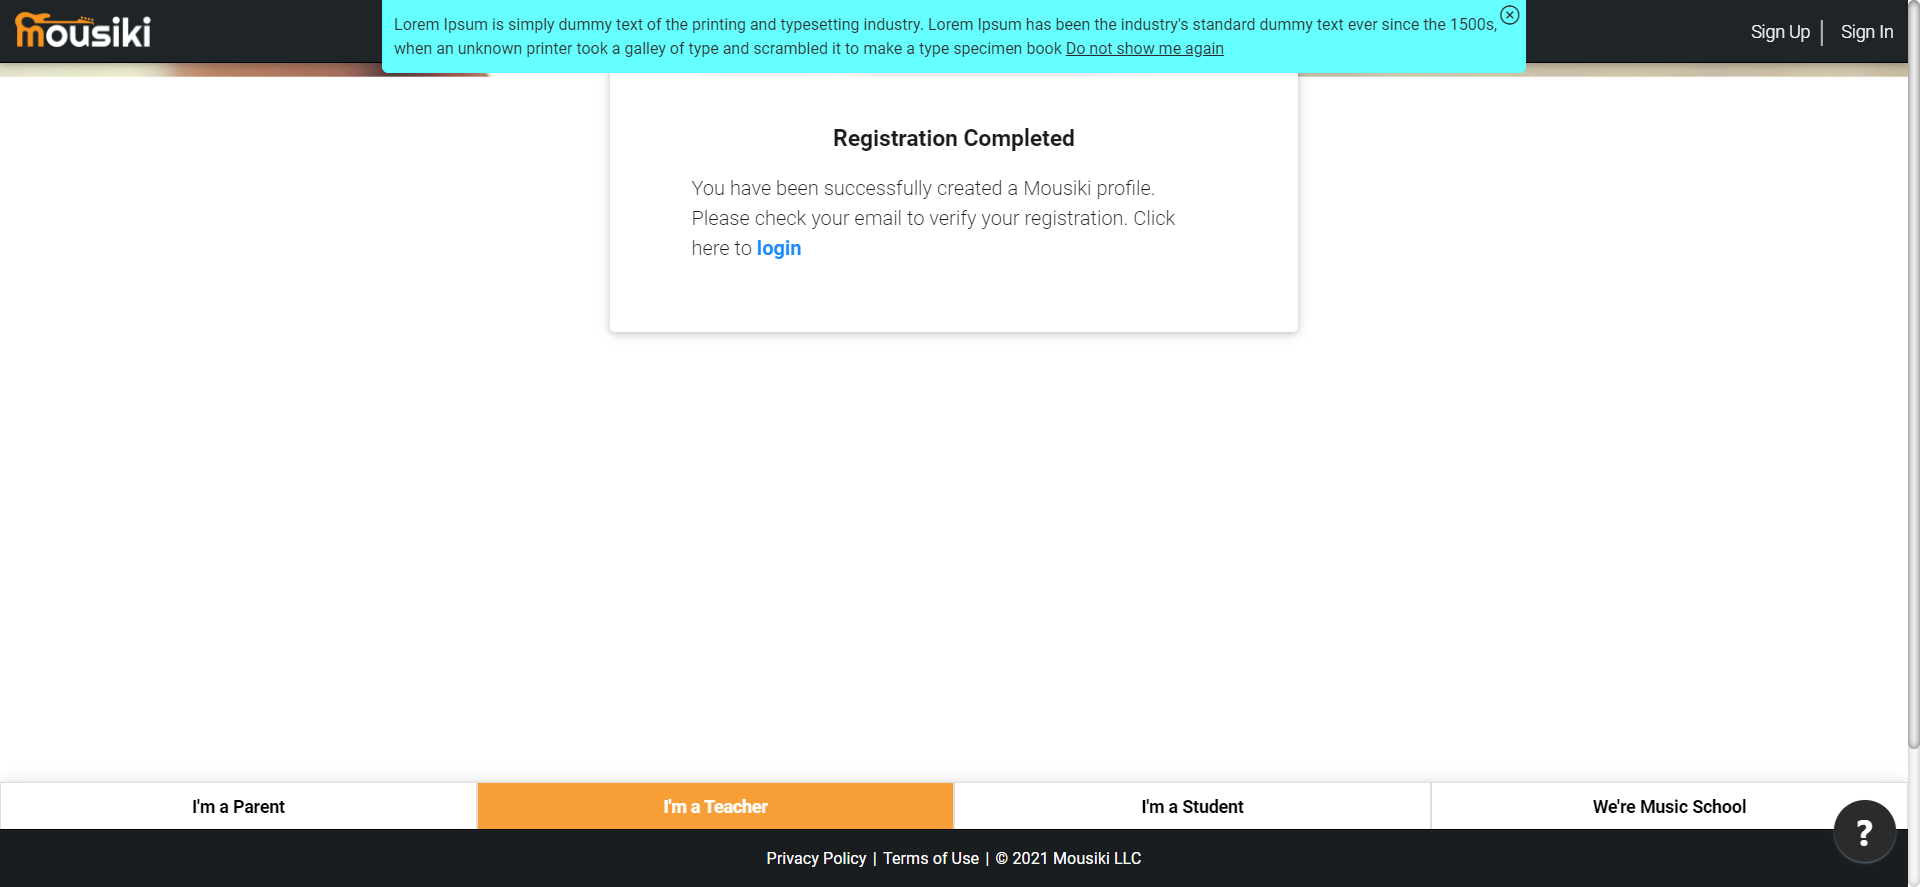 mousiki
Lorem Ipsum is simply dummy text of the printing and typesetting industry. Lorem Ipsum has been the industry's standard dummy text ever since the 1500s,
when an unknown printer took a galley of type and scrambled it to make a type specimen book Do not show me again
Sign Up
Sign In
Registration Completed
You have been successfully created a Mousiki profile.
Please check your email to verify your registration. Click
here to login
I'm a Parent
I'm a Teacher
I'm a Student
We're Music School
?
Privacy Policy | Terms of Use | © 2021 Mousiki LLC